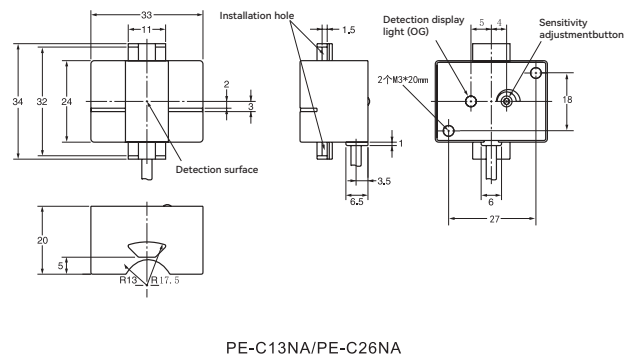 33
11
34
32
24
2
3
Detection surface
20
5
R13
R17.5
Installation hole
1.5
1
3.5
6.5
Detection display
light (OG)
5
4
Sensitivity
adjustmentbutton
2个M3*20mm
18
6
27
PE-C13NA/PE-C26NA